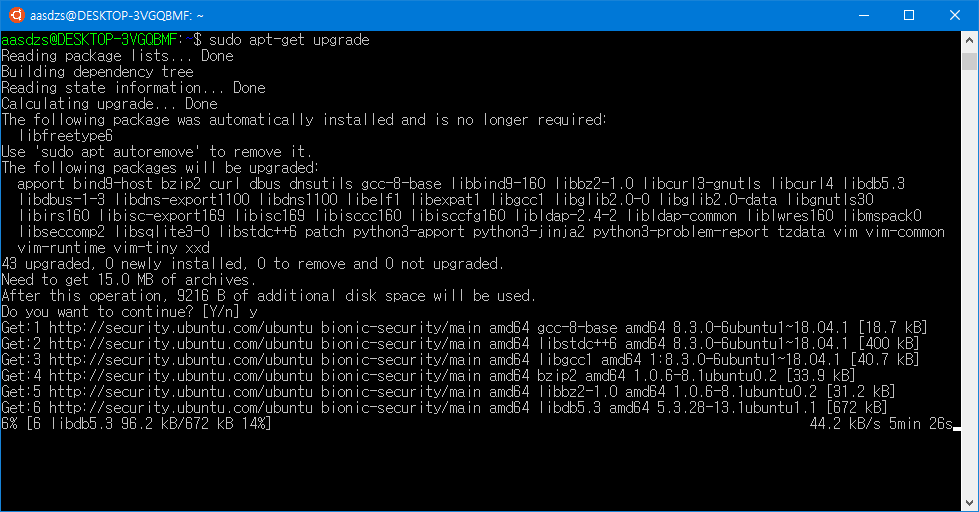 aasdzs@DESKTOP-3VGQBMF: ~
aasdzs@DESKTOP-3VGQBMF:~$ sudo apt-get upgrade
Reading package lists... Done
Building dependency tree
Reading state information... Done
Calculating upgrade... Done
The following package was automatically installed and is no longer required:
  libfreetype6
Use 'sudo apt autoremove' to remove it.
The following packages will be upgraded:
  apport bind9-host bzip2 curl dbus dnsutils gcc-8-base libbind9-160 libbz2-1.0 libcurl3-gnutls libcurl4 libdb5.3
  libdbus-1-3 libdns-export1100 libdns1100 libelf1 libexpat1 libgcc1 libglib2.0-0 libglib2.0-data libgnutls30
  libirs160 libisc-export169 libisc169 libisccc160 libisccfg160 libldap-2.4-2 libldap-common liblwres160 libmspack0
  libseccomp2 libsqlite3-0 libstdc++6 patch python3-apport python3-jinja2 python3-problem-report tzdata vim vim-common
  vim-runtime vim-tiny xxd
43 upgraded, 0 newly installed, 0 to remove and 0 not upgraded.
Need to get 15.0 MB of archives.
After this operation, 9216 B of additional disk space will be used.
Do you want to continue? [Y/n] y
Get:1 http://security.ubuntu.com/ubuntu bionic-security/main amd64 gcc-8-base amd64 8.3.0-6ubuntu1~18.04.1 [18.7 kB]
Get:2 http://security.ubuntu.com/ubuntu bionic-security/main amd64 libstdc++6 amd64 8.3.0-6ubuntu1~18.04.1 [400 kB]
Get:3 http://security.ubuntu.com/ubuntu bionic-security/main amd64 libgcc1 amd64 1:8.3.0-6ubuntu1~18.04.1 [40.7 kB]
Get:4 http://security.ubuntu.com/ubuntu bionic-security/main amd64 bzip2 amd64 1.0.6-8.1ubuntu0.2 [33.9 kB]
Get:5 http://security.ubuntu.com/ubuntu bionic-security/main amd64 libbz2-1.0 amd64 1.0.6-8.1ubuntu0.2 [31.2 kB]
Get:6 http://security.ubuntu.com/ubuntu bionic-security/main amd64 libdb5.3 amd64 5.3.28-13.1ubuntu1.1 [672 kB]
6% [6 libdb5.3 96.2 kB/672 kB 14%] 44.2 kB/s 5min 26s